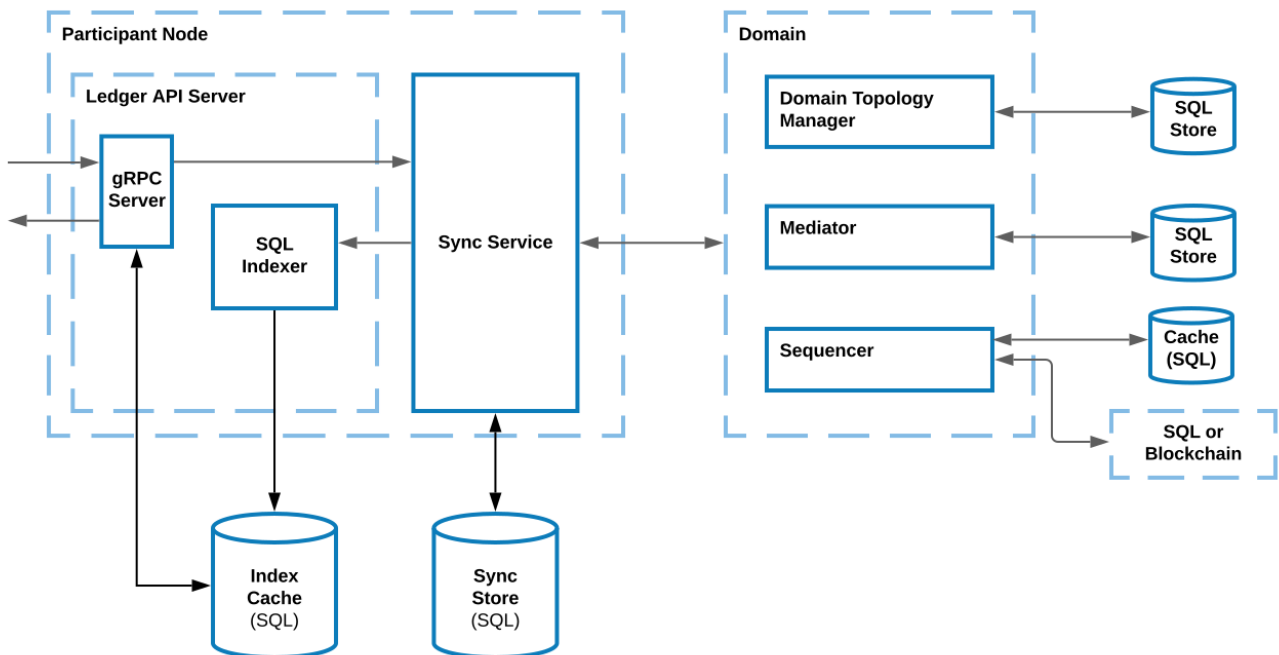 Participant Node
Ledger API Server
gRPC
Server
SQL
Indexer
Sync Service
Index
Cache
(SQL)
Sync
Store
(SQL)
Domain
Domain Topology
Manager
SQL
Store
Mediator
SQL
Store
Sequencer
Cache
(SQL)
SQL or
Blockchain